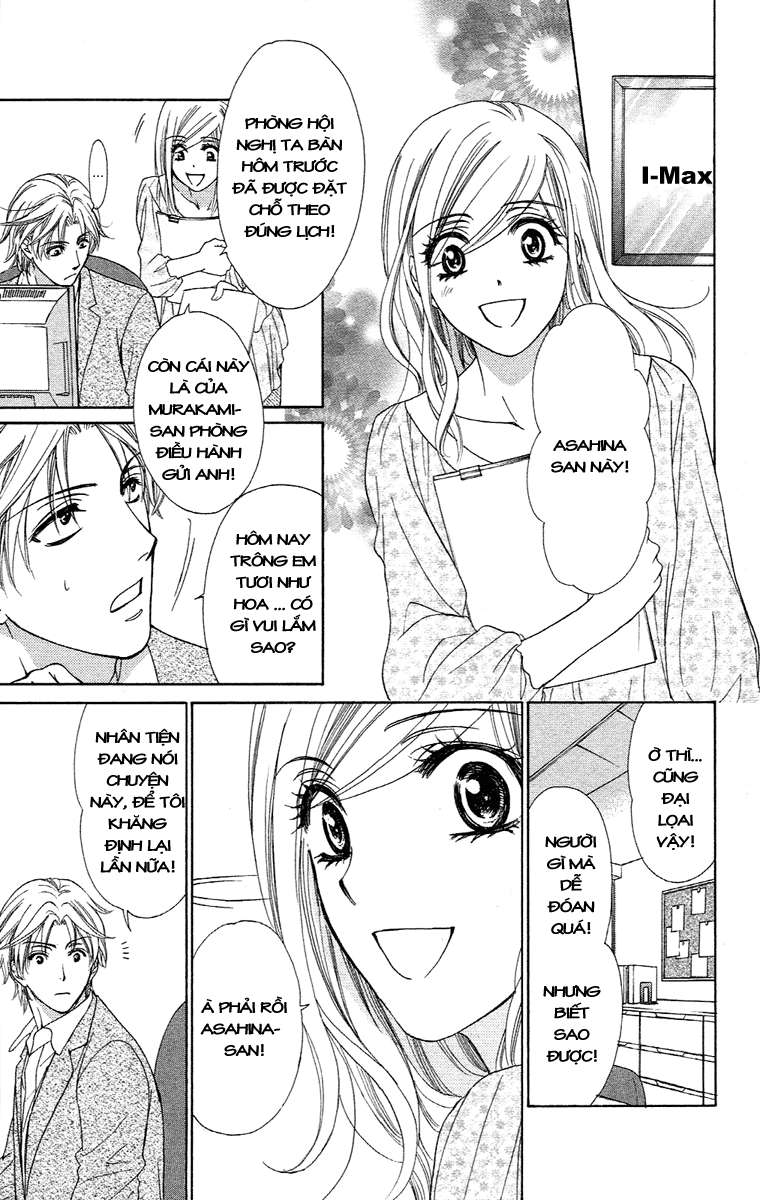 I-Max
ASAHINA
SAN NÀY!
PHÒNG HỘI
NGHỊ TA BÀN
HÔM TRƯỚC
ĐÃ ĐƯỢC ĐẶT
CHỖ THEO
ĐÚNG LỊCH!
...
CÒN CÁI NÀY
LÀ CỦA
MURAKAMI-
SAN PHÒNG
ĐIỀU HÀNH
GỬI ANH!
HÔM NAY
TRÔNG EM
TƯƠI NHƯ
HOA ... CÓ
GÌ VUI LẮM
SAO?
Ở THÌ...
CŨNG
ĐẠI
LỌAI
VẬY!
NGƯỜI
GÌ MÀ
DỄ
ĐÓAN
QUÁ!
NHƯNG
BIẾT
SAO
ĐƯỢC!
À PHẢI RỒI
ASAHINA-
SAN!
NHÂN TIỆN
ĐANG NÓI
CHUYỆN
NÀY, ĐỂ TÔI
KHĂNG
ĐỊNH LẠI
LẦN NỮA!